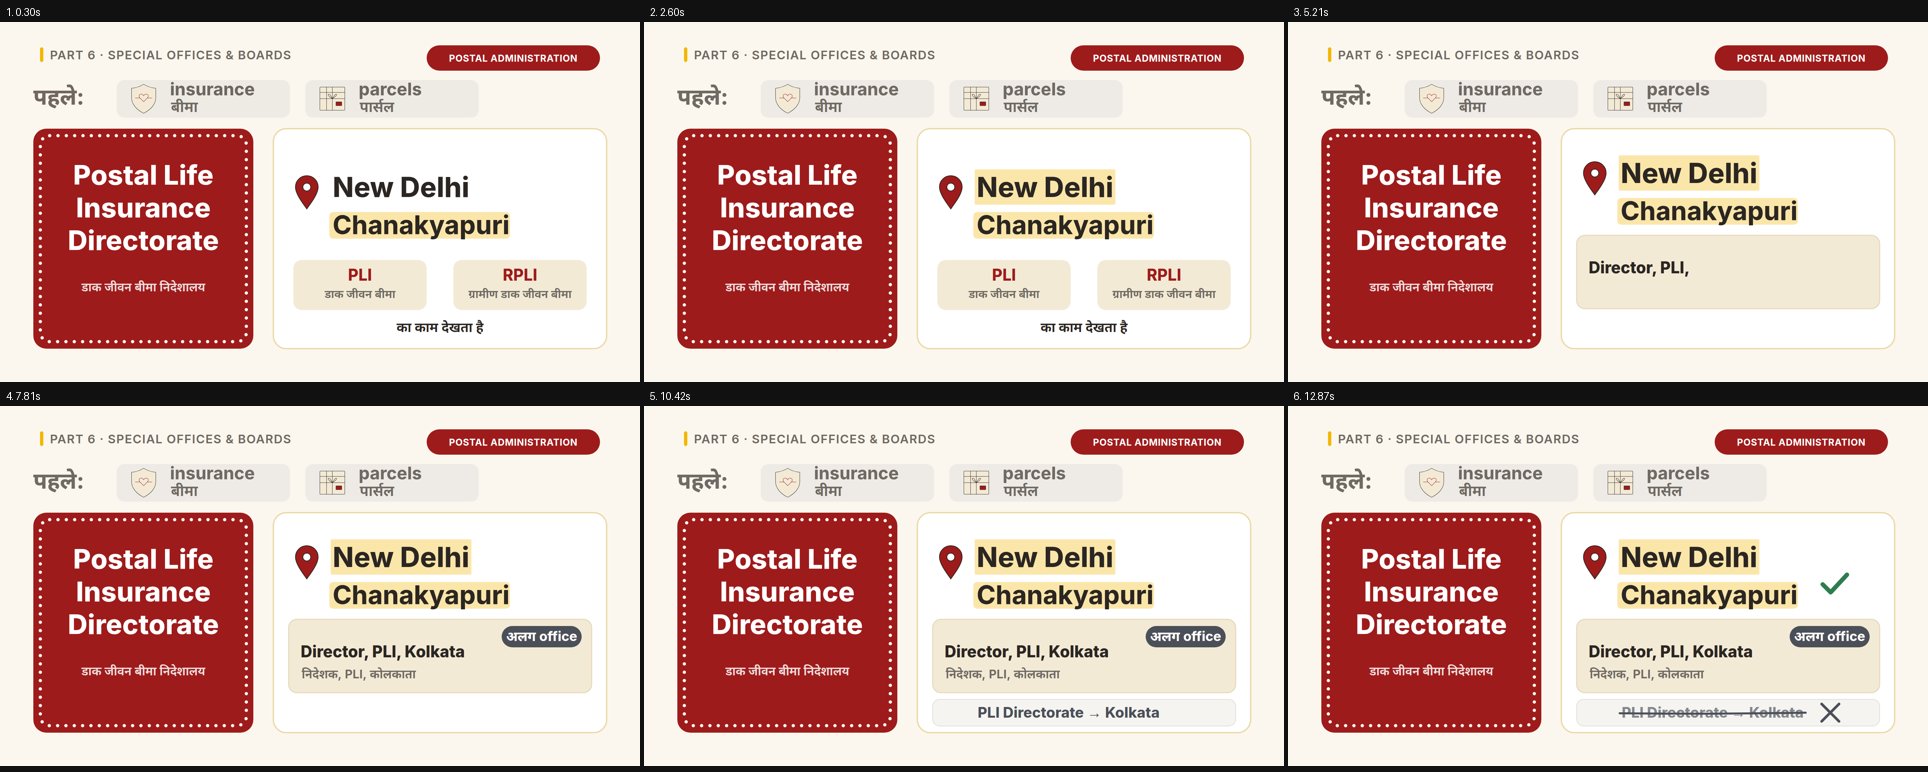 1. 0.30s
PART 6 · SPECIAL OFFICES & BOARDS
POSTAL ADMINISTRATION
पहले:
insurance
बीमा
parcels
पार्सल
Postal Life
Insurance
Directorate
डाक जीवन बीमा निदेशालय
New Delhi
Chanakyapuri
PLI
डाक जीवन बीमा
RPLI
ग्रामीण डाक जीवन बीमा
का काम देखता है
2. 2.60s
PART 6 · SPECIAL OFFICES & BOARDS
POSTAL ADMINISTRATION
पहले:
insurance
बीमा
parcels
पार्सल
Postal Life
Insurance
Directorate
डाक जीवन बीमा निदेशालय
New Delhi
Chanakyapuri
PLI
डाक जीवन बीमा
RPLI
ग्रामीण डाक जीवन बीमा
का काम देखता है
3. 5.21s
PART 6 · SPECIAL OFFICES & BOARDS
POSTAL ADMINISTRATION
पहले:
insurance
बीमा
parcels
पार्सल
Postal Life
Insurance
Directorate
डाक जीवन बीमा निदेशालय
New Delhi
Chanakyapuri
Director, PLI,
4. 7.81s
PART 6 · SPECIAL OFFICES & BOARDS
POSTAL ADMINISTRATION
पहले:
insurance
बीमा
parcels
पार्सल
Postal Life
Insurance
Directorate
डाक जीवन बीमा निदेशालय
New Delhi
Chanakyapuri
अलग office
Director, PLI, Kolkata
निदेशक, PLI, कोलकाता
5. 10.42s
PART 6 · SPECIAL OFFICES & BOARDS
POSTAL ADMINISTRATION
पहले:
insurance
बीमा
parcels
पार्सल
Postal Life
Insurance
Directorate
डाक जीवन बीमा निदेशालय
New Delhi
Chanakyapuri
अलग office
Director, PLI, Kolkata
निदेशक, PLI, कोलकाता
PLI Directorate → Kolkata
6. 12.87s
PART 6 · SPECIAL OFFICES & BOARDS
POSTAL ADMINISTRATION
पहले:
insurance
बीमा
parcels
पार्सल
Postal Life
Insurance
Directorate
डाक जीवन बीमा निदेशालय
New Delhi
Chanakyapuri
अलग office
Director, PLI, Kolkata
निदेशक, PLI, कोलकाता
PLI Directorate → Kolkata